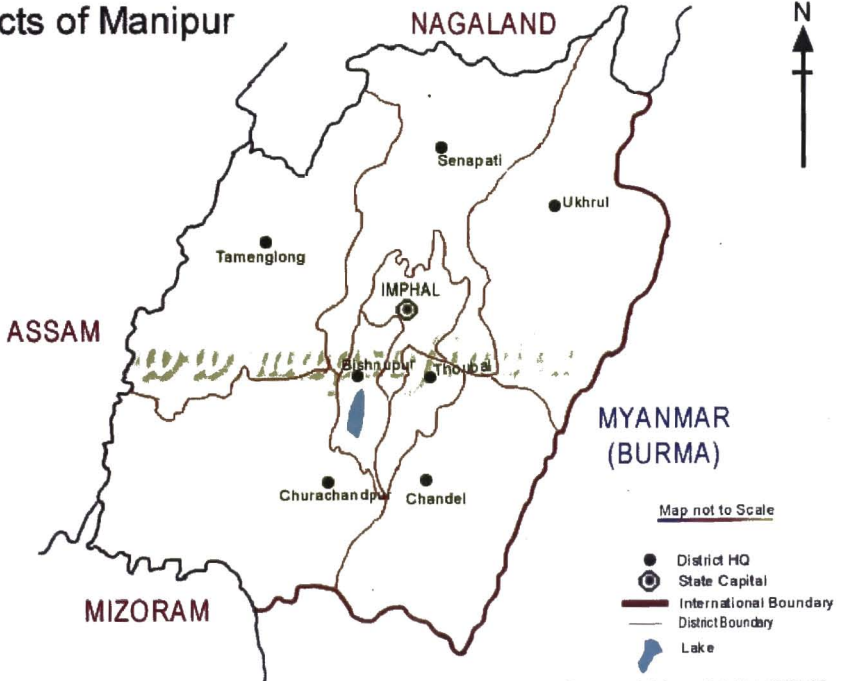 cts of Manipur
NAGALAND
N
Senapati
Ukhrul
Tamenglong
IMPHAL
ASSAM
Bishnupur
Thoubal
MYANMAR
(BURMA)
Churachandpur
Chandel
Map not to Scale
District HQ
State Capital
International Boundary
District Boundary
Lake
MIZORAM